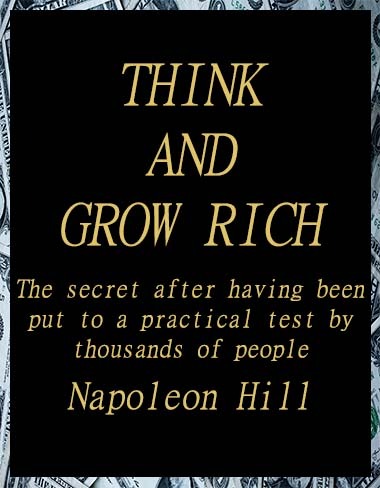 THINK
AND
GROW RICH
The secret after having been
put to a practical test by
thousands of people
Napoleon Hill